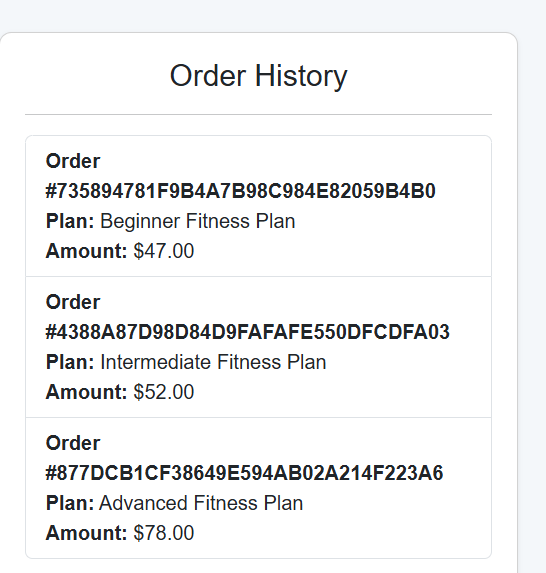 Order History
Order
#735894781F9B4A7B98C984E82059B4B0
Plan: Beginner Fitness Plan
Amount: $47.00
Order
#4388A87D98D84D9FAFAFE550DFCDFA03
Plan: Intermediate Fitness Plan
Amount: $52.00
Order
#877DCB1CF38649E594AB02A214F223A6
Plan: Advanced Fitness Plan
Amount: $78.00